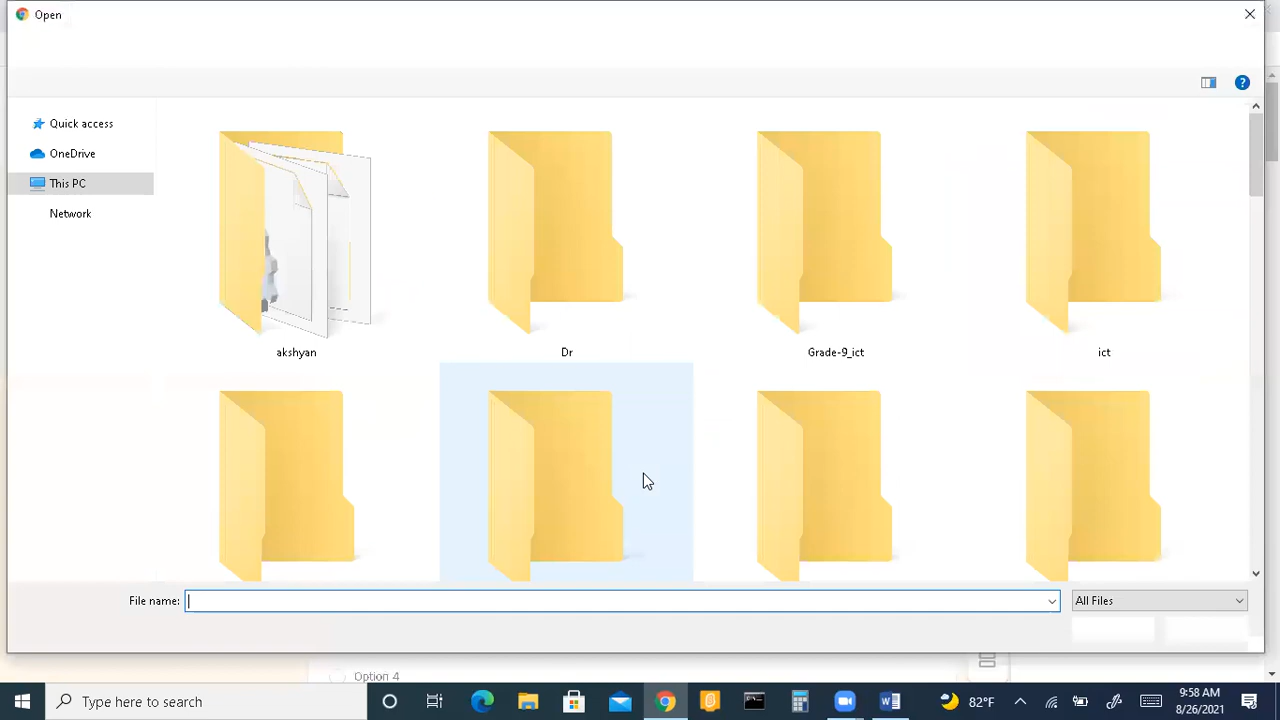 Open
Quick access
OneDrive
This PC
Network
akshyan
Dr
Grade-9_ict
ict
File name:
All Files
Option 4
Type here to search
82°F
9:58 AM
8/26/2021